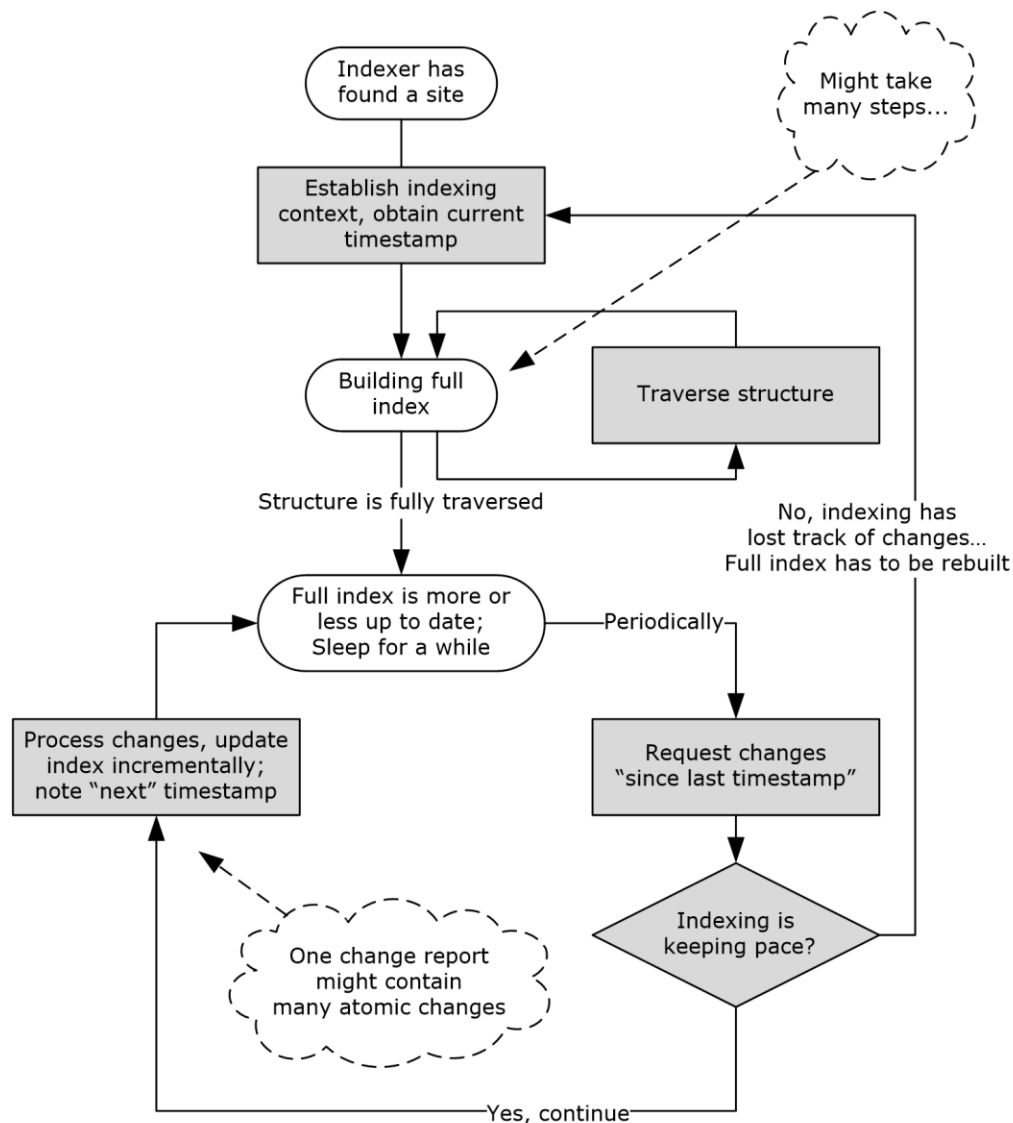 Indexer has
found a site
Might take
many steps...
Establish indexing
context, obtain current
timestamp
Building full
index
Traverse structure
Structure is fully traversed
No, indexing has
lost track of changes...
Full index has to be rebuilt
Full index is more or
less up to date;
Sleep for a while
Periodically
Process changes, update
index incrementally;
note “next” timestamp
Request changes
“since last timestamp”
Indexing is
keeping pace?
One change report
might contain
many atomic changes
Yes, continue